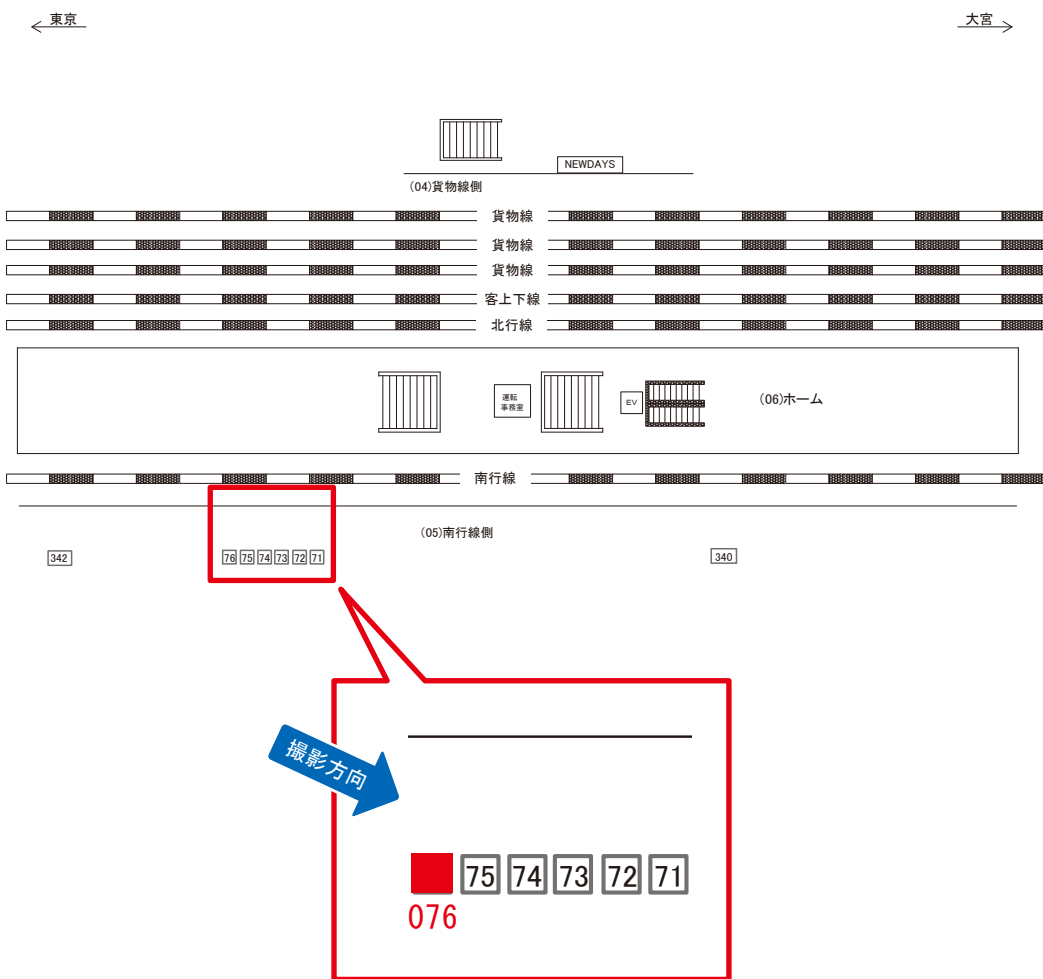 東京
大宮
NEWDAYS
(04)貨物線側
貨物線
貨物線
貨物線
客上下線
北行線
運転
事務室
EV
(06)ホーム
南行線
(05)南行線側
342
76 75 74 73 72 71
340
撮影方向
75 74 73 72 71
076